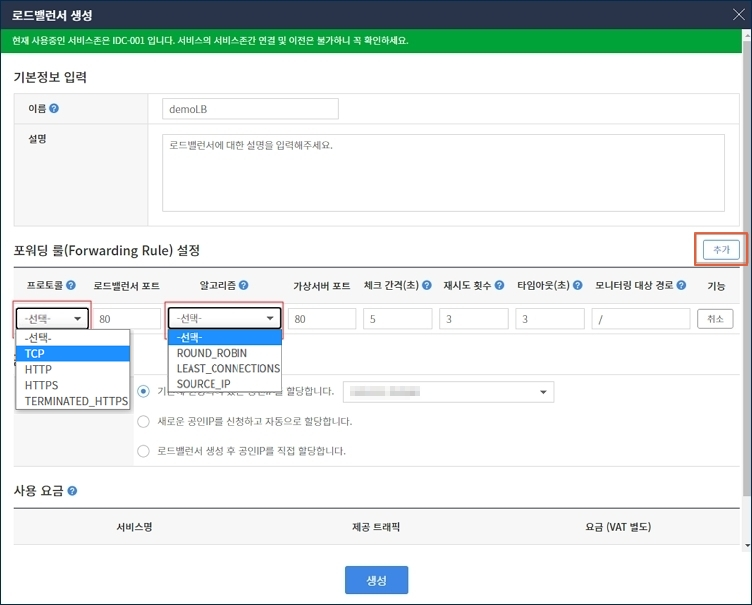 로드밸런서 생성
현재 사용중인 서비스존은 IDC-001 입니다. 서비스의 서비스존간 연결 및 이전은 불가하니 꼭 확인하세요.
기본정보 입력
이름
demoLB
설명
로드밸런서에 대한 설명을 입력해주세요.
포워딩 룰(Forwarding Rule) 설정
추가
프로토콜 로드밸런서 포트 알고리즘 가상서버 포트 체크 간격(초) 재시도 횟수 타임아웃(초) 모니터링 대상 경로 기능
-선택- 80 -선택- 80 5 3 3 / 취소
-선택-
TCP
HTTP
HTTPS
TERMINATED_HTTPS
-선택-
ROUND_ROBIN
LEAST_CONNECTIONS
SOURCE_IP
할당합니다.
새로운 공인IP를 신청하고 자동으로 할당합니다.
로드밸런서 생성 후 공인IP를 직접 할당합니다.
사용 요금
서비스명 제공 트래픽 요금 (VAT 별도)
생성